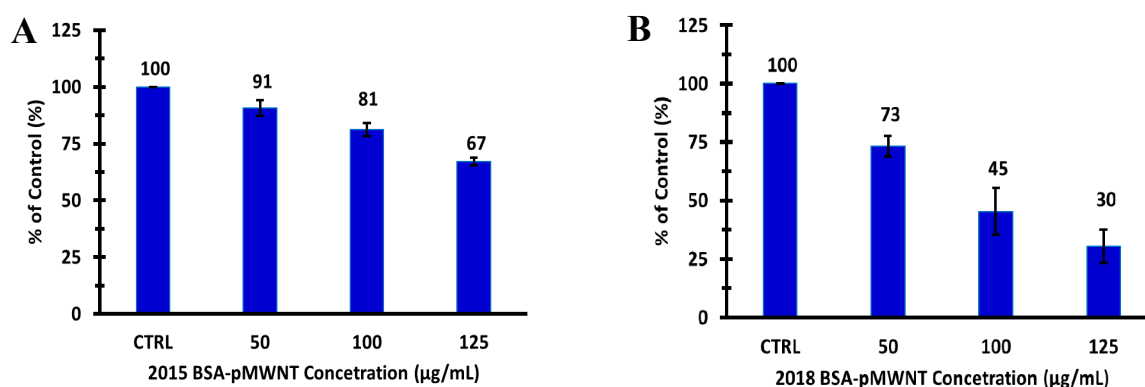 A
% of Control (%)
125
100
75
50
25
0
100
91
81
67
CTRL 50 100 125
2015 BSA-pMWNT Concetration (µg/mL)
B
% of Control (%)
125
100
75
50
25
0
100
73
45
30
CTRL 50 100 125
2018 BSA-pMWNT Concetration (µg/mL)